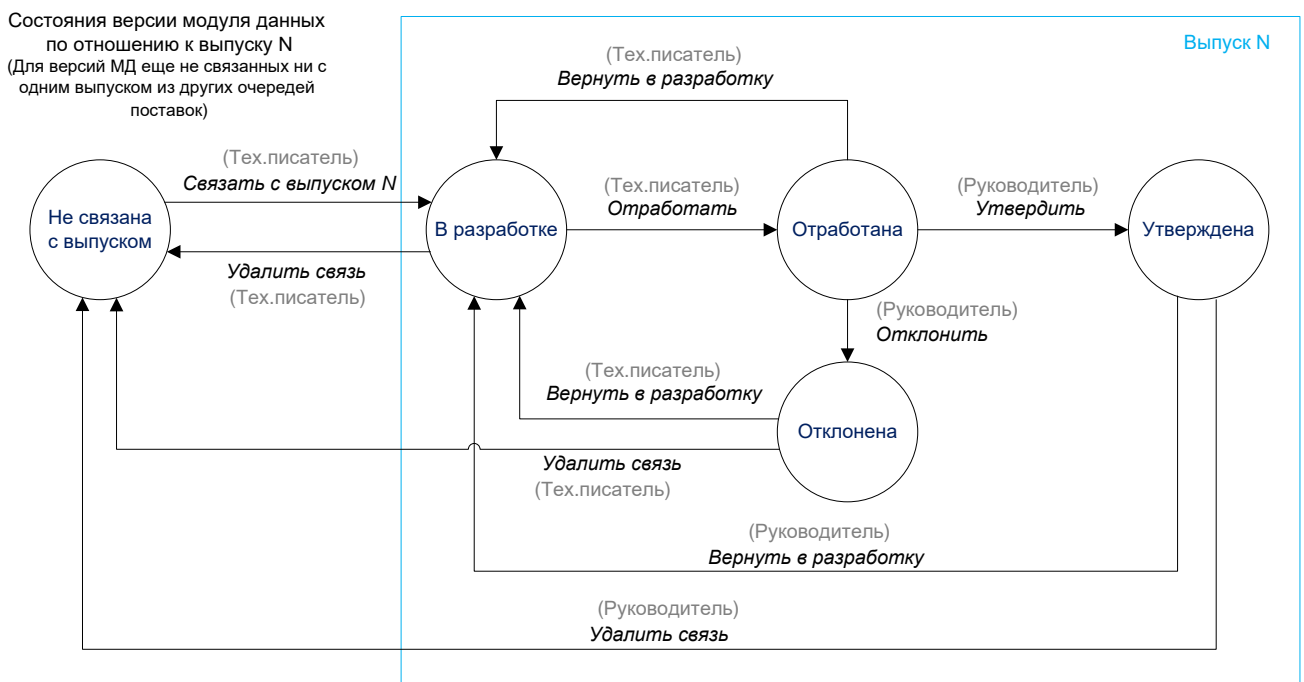 Состояния версии модуля данных
по отношению к выпуску N
(Для версий МД еще не связанных ни с
одним выпуском из других очередей
поставок)
Выпуск N
(Тех.писатель)
Вернуть в разработку
(Тех.писатель)
Связать с выпуском N
(Тех.писатель)
Отработать
(Руководитель)
Утвердить
Не связана
с выпуском
В разработке
Отработана
Утверждена
Удалить связь
(Тех.писатель)
(Руководитель)
Отклонить
(Тех.писатель)
Вернуть в разработку
Отклонена
Удалить связь
(Тех.писатель)
(Руководитель)
Вернуть в разработку
(Руководитель)
Удалить связь